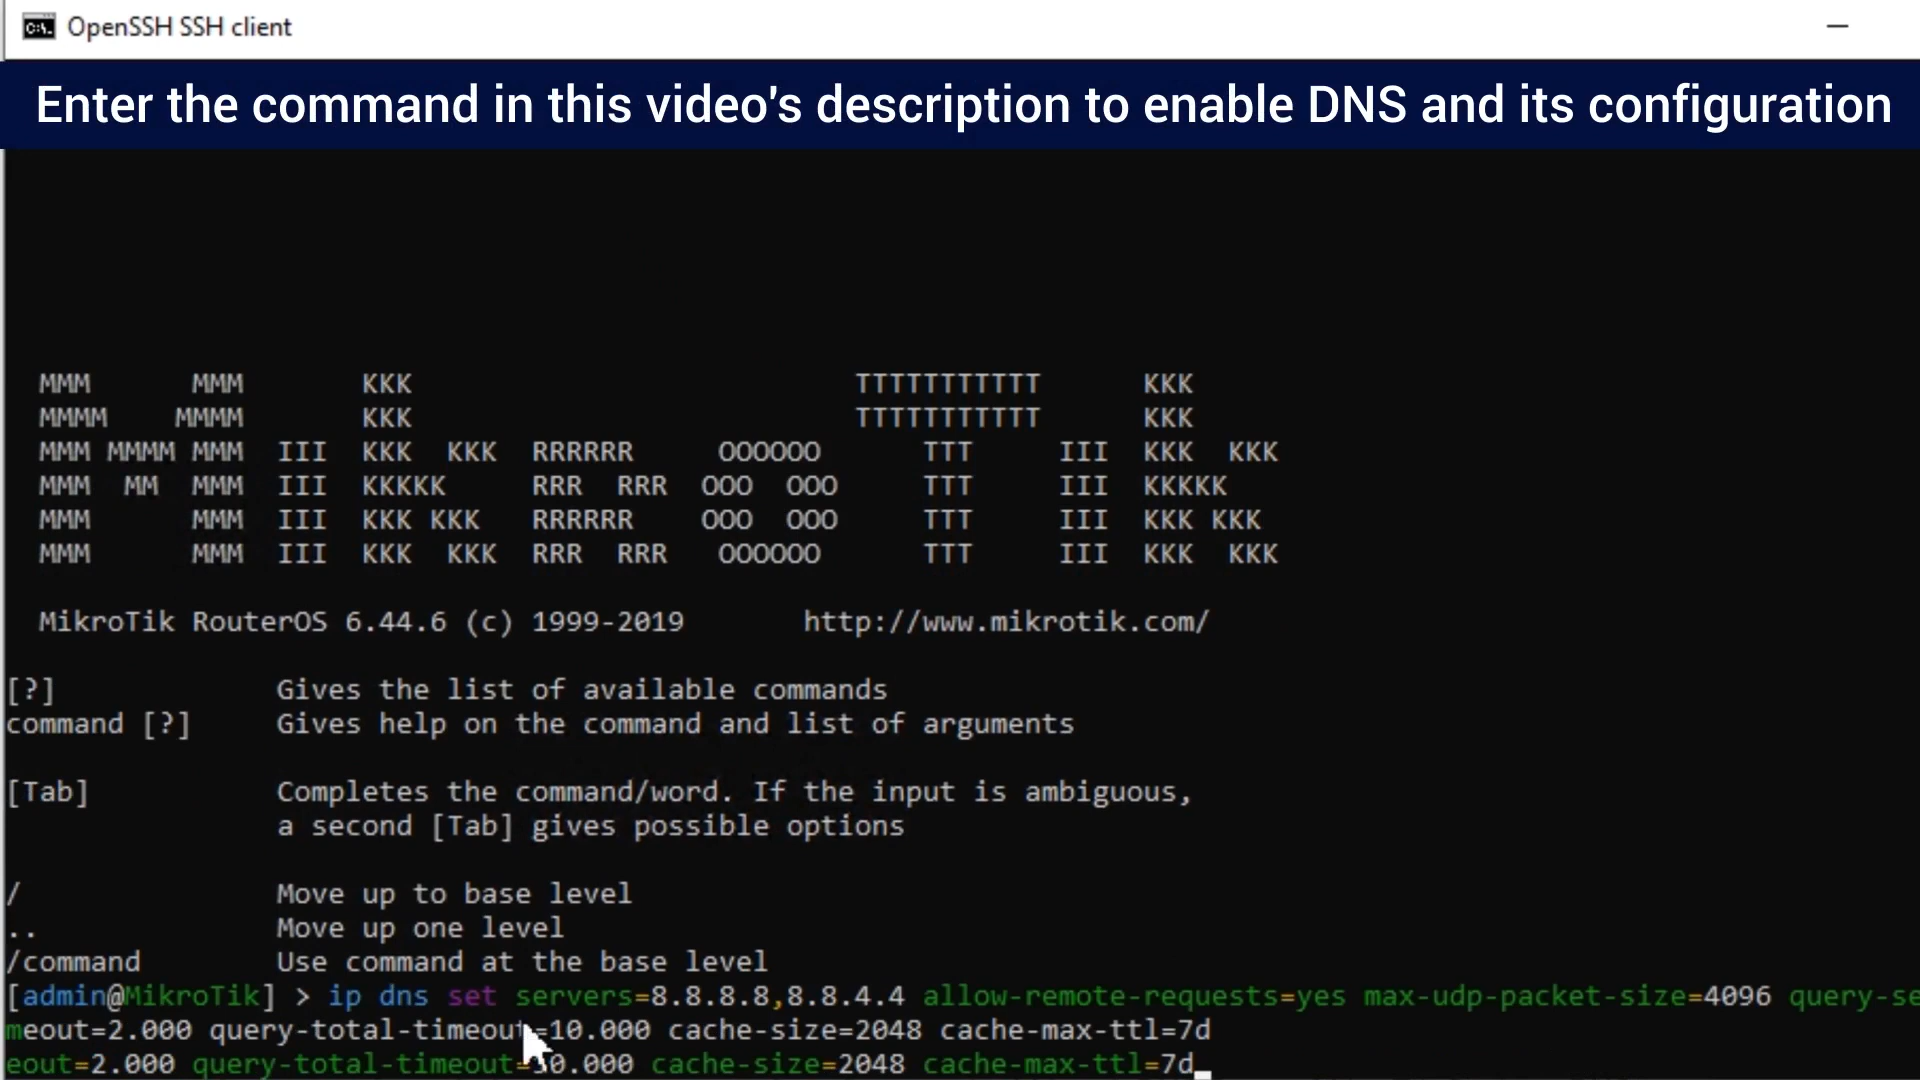 OpenSSH SSH client
Enter the command in this video's description to enable DNS and its configuration
MMM      MMM       KKK                          TTTTTTTTTTT      KKK
MMMM    MMMM       KKK                          TTTTTTTTTTT      KKK
MMM MMMM MMM  III  KKK  KKK  RRRRRR     OOOOOO      TTT     III  KKK  KKK
MMM  MM  MMM  III  KKKKK     RRR  RRR  OOO  OOO     TTT     III  KKKKK
MMM      MMM  III  KKK KKK   RRRRRR    OOO  OOO     TTT     III  KKK KKK
MMM      MMM  III  KKK  KKK  RRR  RRR   OOOOOO      TTT     III  KKK  KKK
MikroTik RouterOS 6.44.6 (c) 1999-2019       http://www.mikrotik.com/
[?]             Gives the list of available commands
command [?]     Gives help on the command and list of arguments
[Tab]           Completes the command/word. If the input is ambiguous,
a second [Tab] gives possible options
/               Move up to base level
..              Move up one level
/command        Use command at the base level
[admin@MikroTik] > ip dns set servers=8.8.8.8,8.8.4.4 allow-remote-requests=yes max-udp-packet-size=4096 query-se
meout=2.000 query-total-timeout=10.000 cache-size=2048 cache-max-ttl=7d
eout=2.000 query-total-timeout=10.000 cache-size=2048 cache-max-ttl=7d